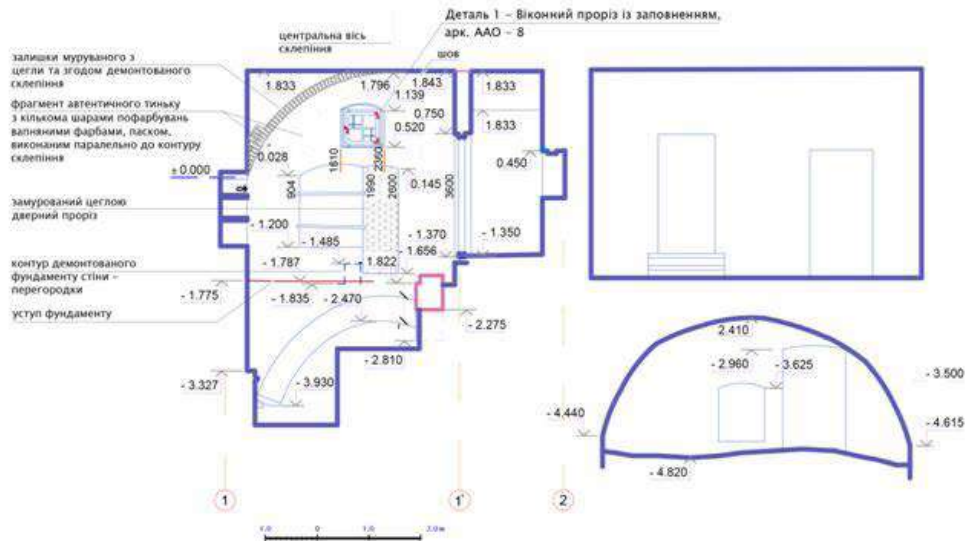 Деталь 1 – Віконний проріз із заповненням,
арк. ААО – 8
центральна вісь
склепіння
шов
залишки муруваного з
цегли та згодом демонтованого
склепіння
фрагмент автентичного тиньку
з кількома шарами пофарбувань
вапняними фарбами, паском,
виконаним паралельно до контуру
склепіння
± 0.000
замурований цеглою
дверний проріз
контур демонтованого
фундаменту стіни –
перегородки
- 1.775
уступ фундаменту
- 3.327
1.833
1.796
1.843
1.139
1.833
0.750
0.520
1.833
0.028
0.450
1610
2360
904
1990
2600
0.145
3600
- 1.200
- 1.485
- 1.370
- 1.656
- 1.350
- 1.787
1.822
- 1.835
- 2.470
- 2.275
- 2.810
- 3.930
2.410
- 2.960
- 3.625
- 3.500
- 4.440
- 4.615
- 4.820
1
1'
2
1.0
0
1.0
2.0 м